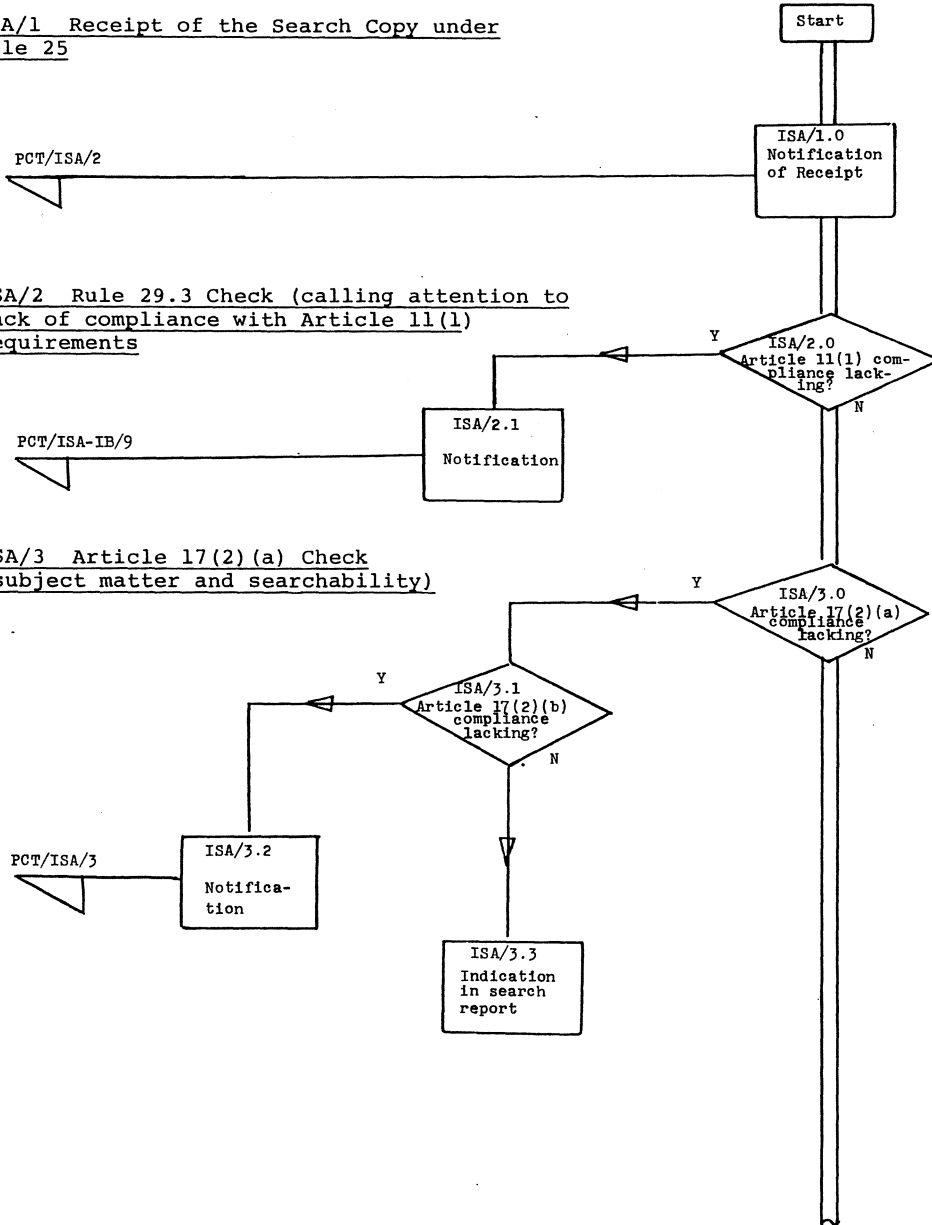 A/1 Receipt of the Search Copy under
le 25
Start
ISA/1.0
Notification
of Receipt
PCT/ISA/2
SA/2 Rule 29.3 Check (calling attention to
ack of compliance with Article 11(1)
equirements
Y
ISA/2.0
Article 11(1) com-
pliance lack-
ing?
N
ISA/2.1
Notification
PCT/ISA-IB/9
SA/3 Article 17(2)(a) Check
subject matter and searchability)
Y
ISA/3.0
Article 17(2)(a)
compliance
lacking?
N
Y
ISA/3.1
Article 17(2)(b)
compliance
lacking?
N
PCT/ISA/3
ISA/3.2
Notifica-
tion
ISA/3.3
Indication
in search
report